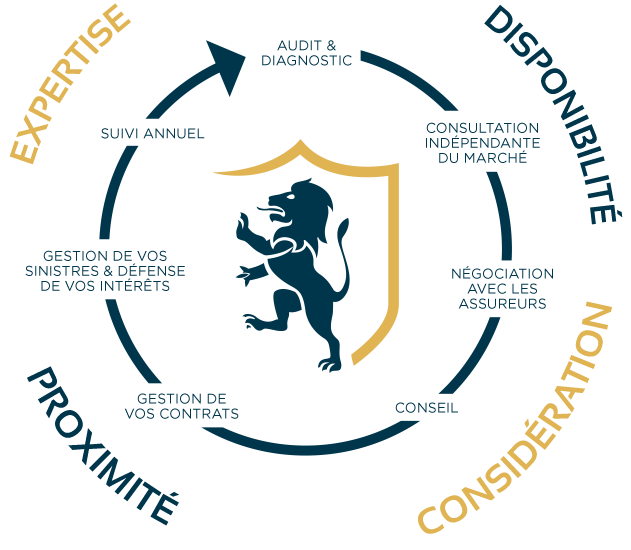 EXPERTISE
DISPONIBILITÉ
AUDIT &
DIAGNOSTIC
CONSULTATION
INDÉPENDANTE
DU MARCHÉ
NÉGOCIATION
AVEC LES
ASSUREURS
CONSEIL
GESTION DE
VOS CONTRATS
GESTION DE VOS
SINISTRES & DÉFENSE
DE VOS INTÉRÊTS
SUIVI ANNUEL
PROXIMITÉ
CONSIDÉRATION